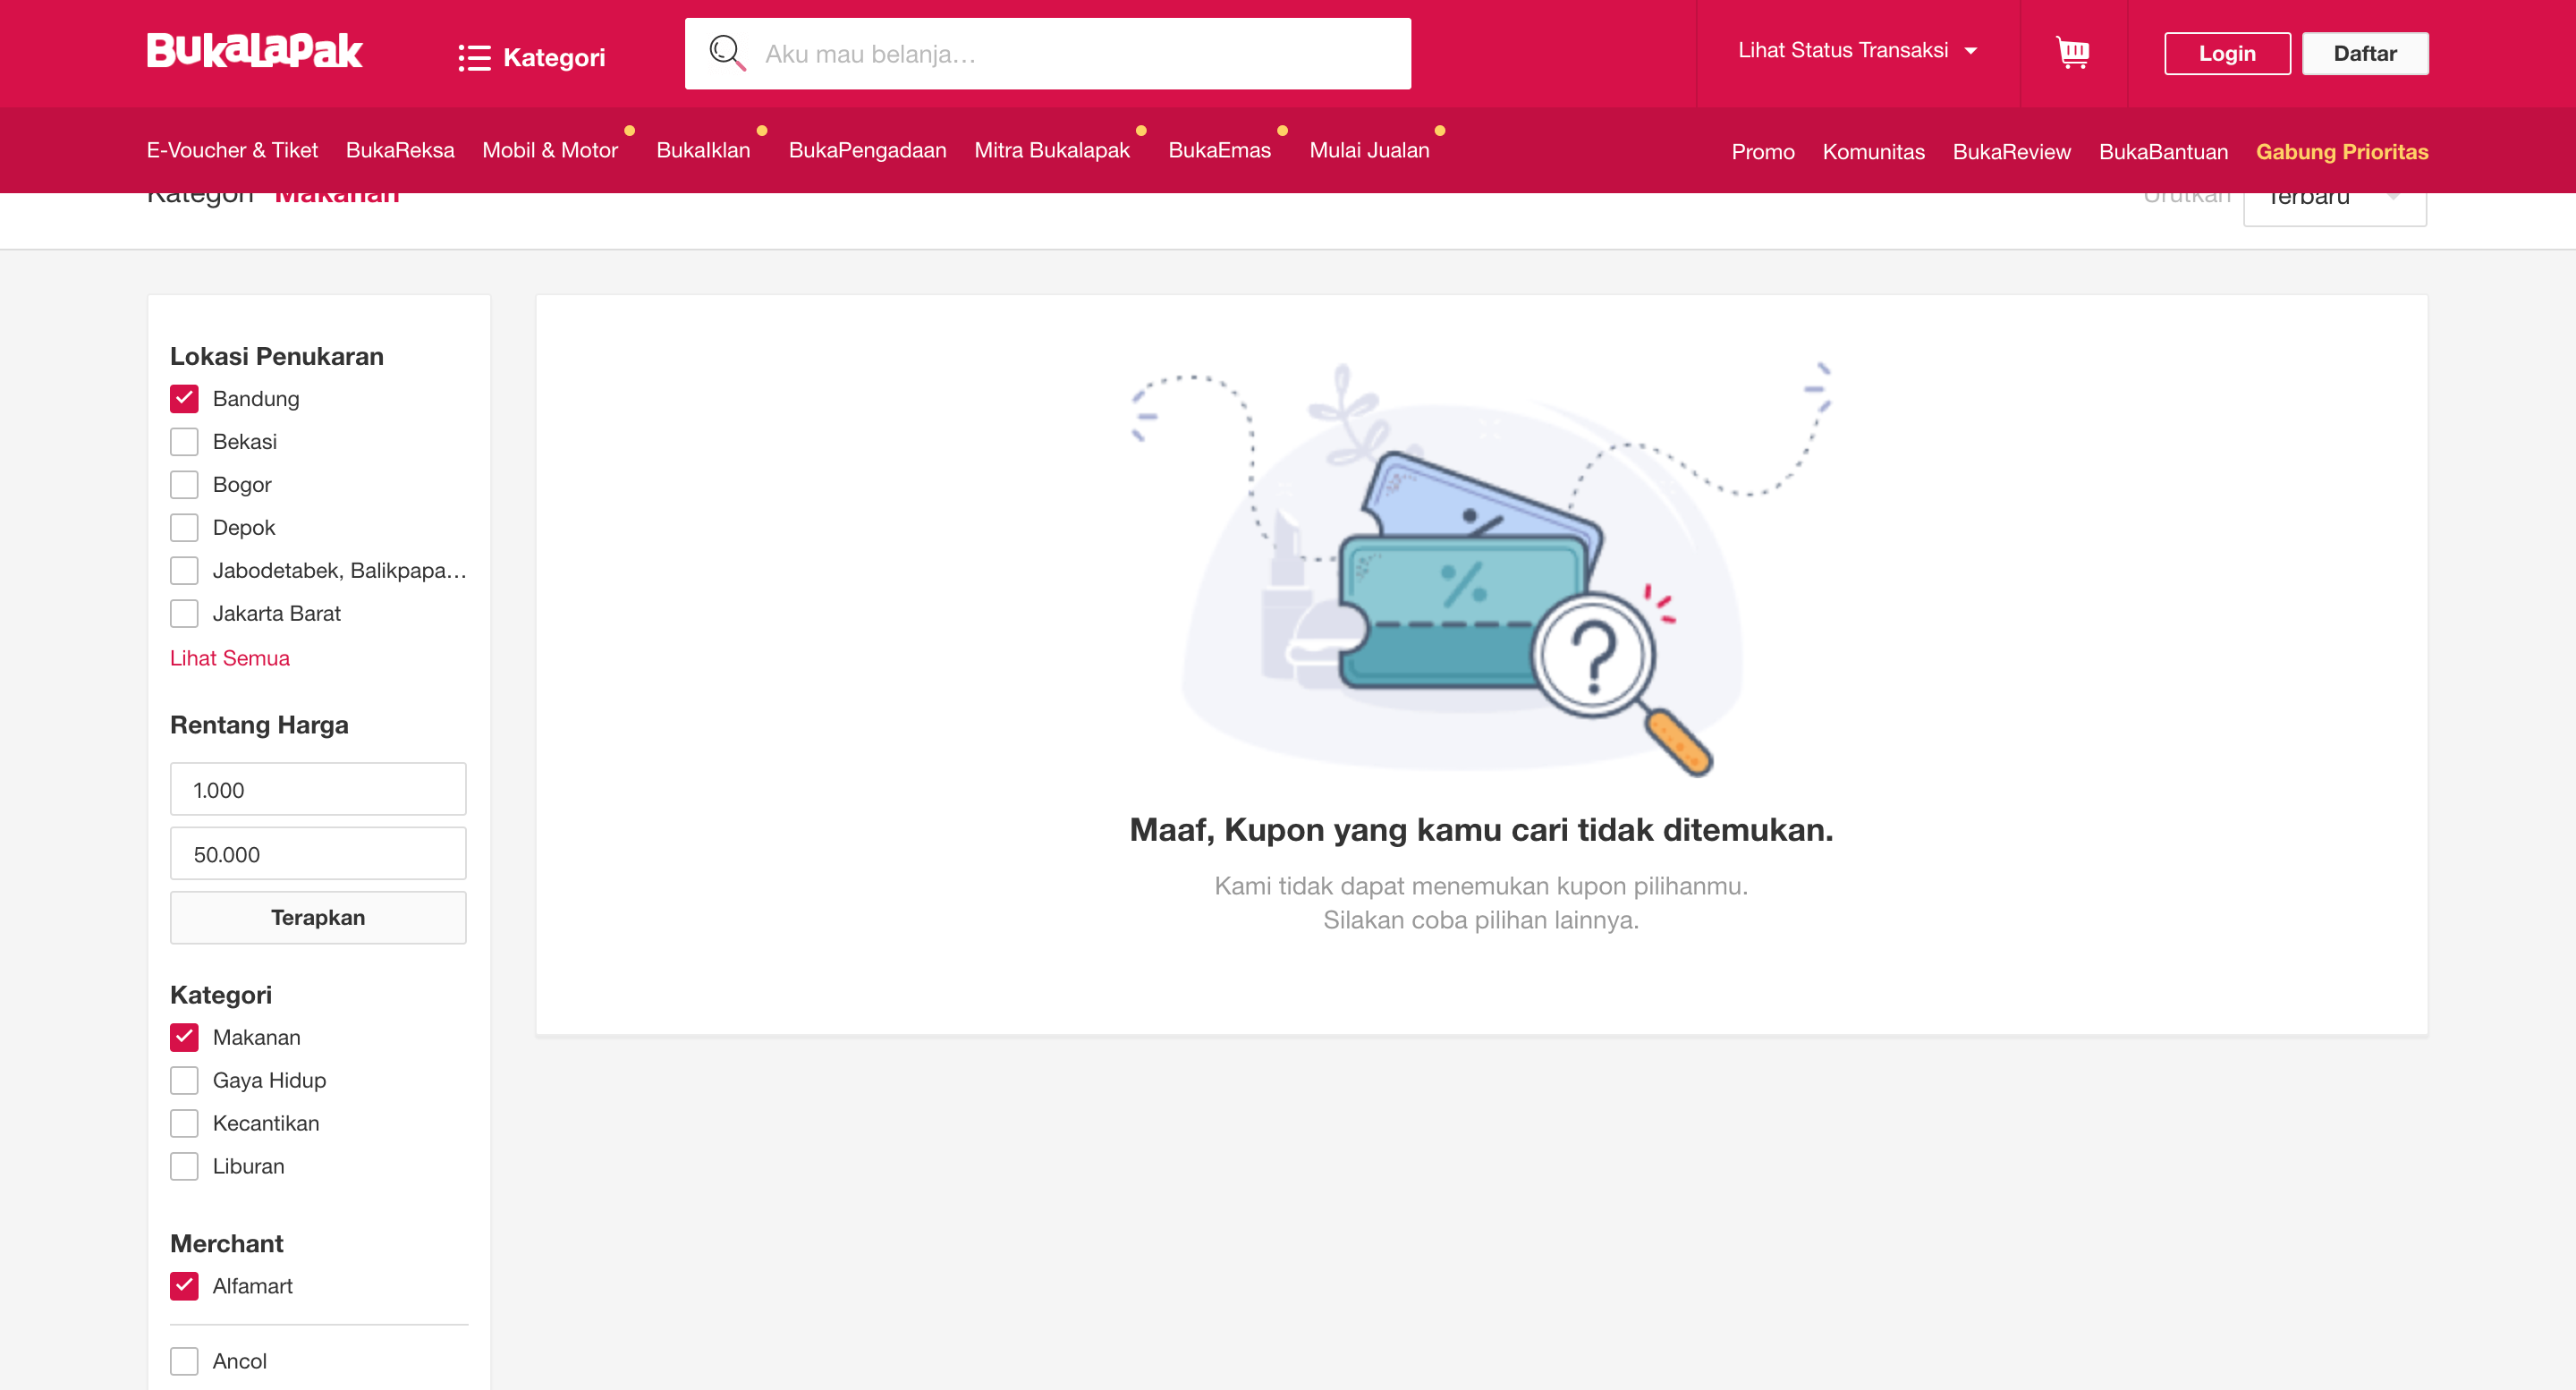 Bukalapak
Kategori
Aku mau belanja...
Lihat Status Transaksi
Login
Daftar
E-Voucher & Tiket
BukaReksa
Mobil & Motor
BukaIklan
BukaPengadaan
Mitra Bukalapak
BukaEmas
Mulai Jualan
Promo
Komunitas
BukaReview
BukaBantuan
Gabung Prioritas
Kategori Makanan
Urutkan
Terbaru
Lokasi Penukaran
Bandung
Bekasi
Bogor
Depok
Jabodetabek, Balikpapa...
Jakarta Barat
Lihat Semua
Rentang Harga
1.000
50.000
Terapkan
Kategori
Makanan
Gaya Hidup
Kecantikan
Liburan
Merchant
Alfamart
Ancol
%
%
?
Maaf, Kupon yang kamu cari tidak ditemukan.
Kami tidak dapat menemukan kupon pilihanmu.
Silakan coba pilihan lainnya.